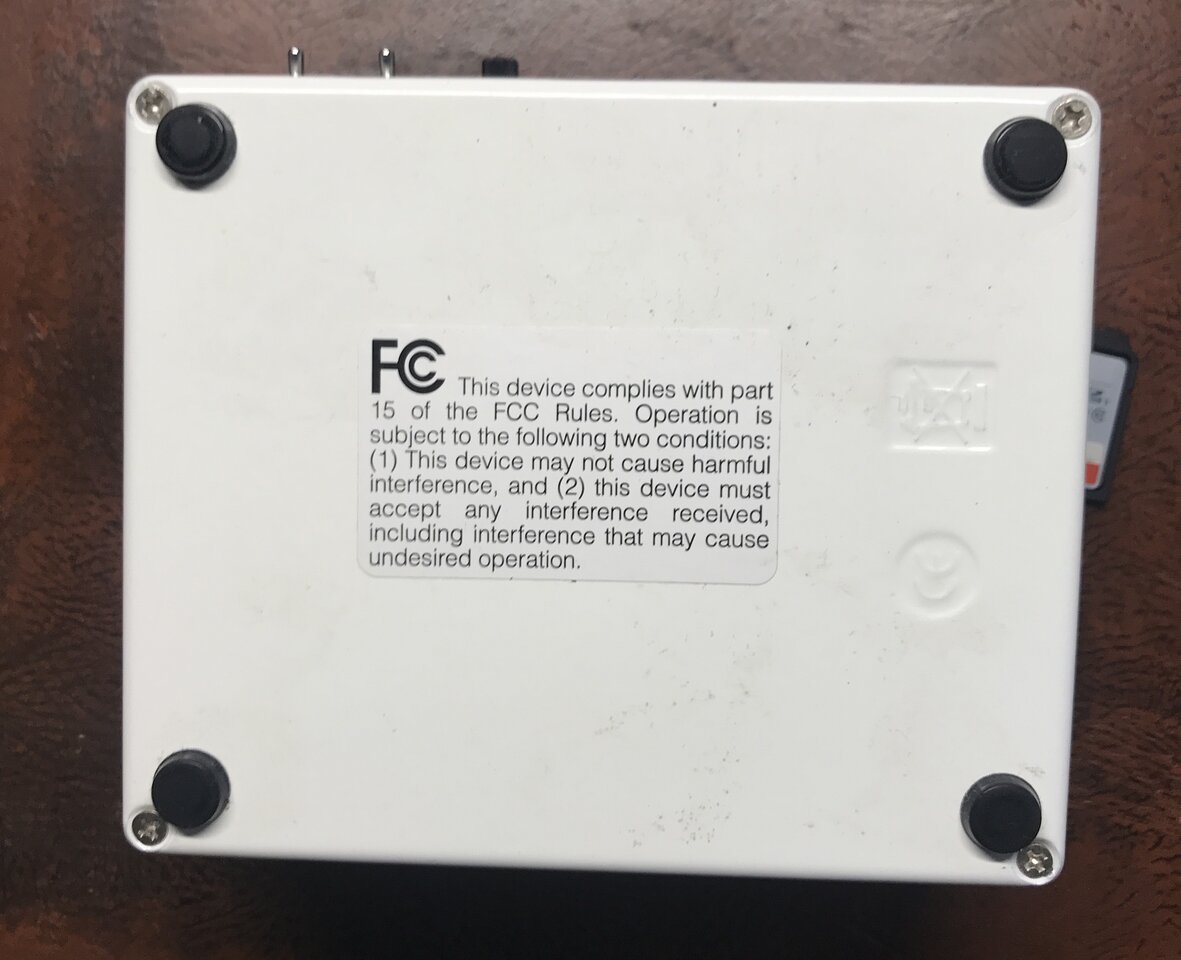 FCC This device complies with part
15 of the FCC Rules. Operation is
subject to the following two conditions:
(1) This device may not cause harmful
interference, and (2) this device must
accept any interference received,
including interference that may cause
undesired operation.